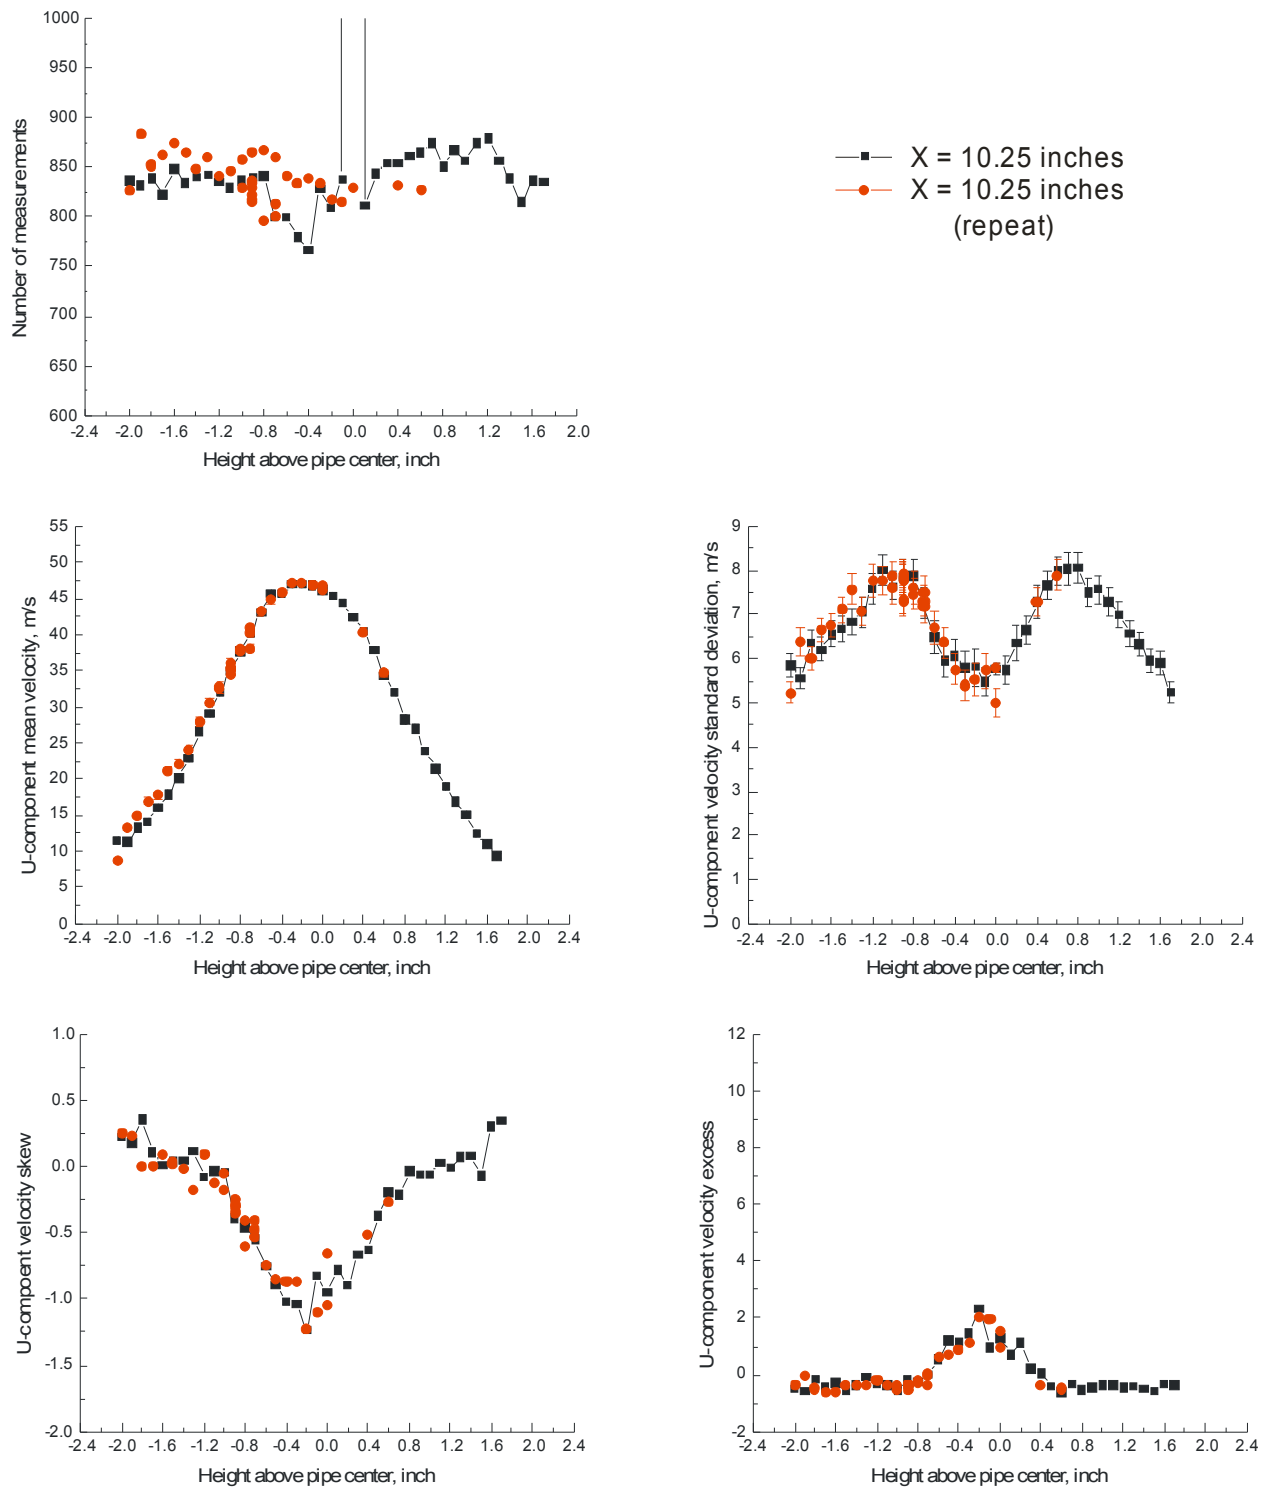 1000
950
900
850
800
750
700
650
600
Number of measurements
-2.4 -2.0 -1.6 -1.2 -0.8 -0.4 0.0 0.4 0.8 1.2 1.6 2.0
Height above pipe center, inch
X = 10.25 inches
X = 10.25 inches
(repeat)
55
50
45
40
35
30
25
20
15
10
5
0
U-component mean velocity, m/s
-2.4 -2.0 -1.6 -1.2 -0.8 -0.4 0.0 0.4 0.8 1.2 1.6 2.0 2.4
Height above pipe center, inch
9
8
7
6
5
4
3
2
1
0
U-component velocity standard deviation, m/s
-2.4 -2.0 -1.6 -1.2 -0.8 -0.4 0.0 0.4 0.8 1.2 1.6 2.0 2.4
Height above pipe center, inch
1.0
0.5
0.0
-0.5
-1.0
-1.5
-2.0
U-compoent velocity skew
-2.4 -2.0 -1.6 -1.2 -0.8 -0.4 0.0 0.4 0.8 1.2 1.6 2.0 2.4
Height above pipe center, inch
12
10
8
6
4
2
0
-2
U-component velocity excess
-2.4 -2.0 -1.6 -1.2 -0.8 -0.4 0.0 0.4 0.8 1.2 1.6 2.0 2.4
Height above pipe center, inch